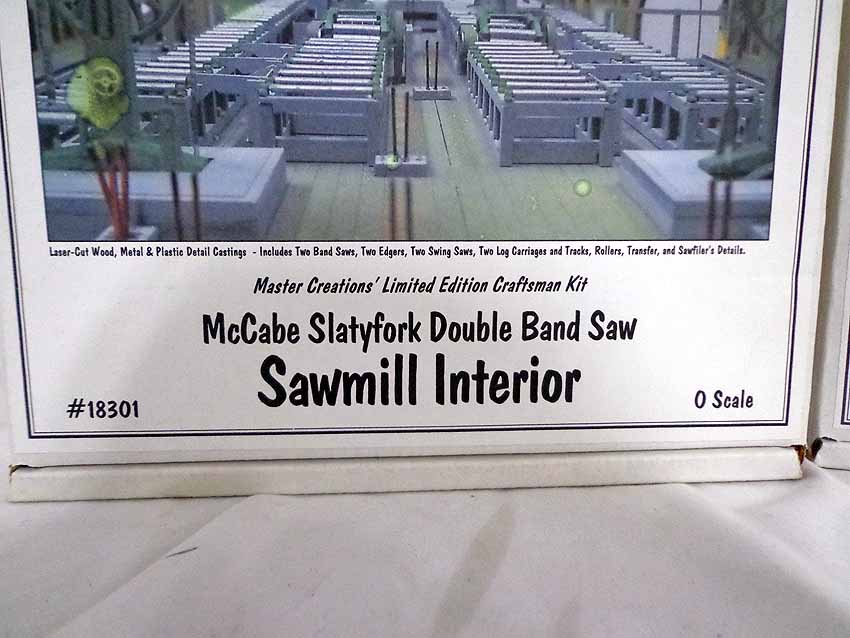 Laser-Cut Wood, Metal & Plastic Detail Castings - Includes Two Band Saws, Two Edgers, Two Swing Saws, Two Log Carriages and Tracks, Rollers, Transfer, and Sawfiler's Details.
Master Creations' Limited Edition Craftsman Kit
McCabe Slatyfork Double Band Saw
Sawmill Interior
#18301
O Scale